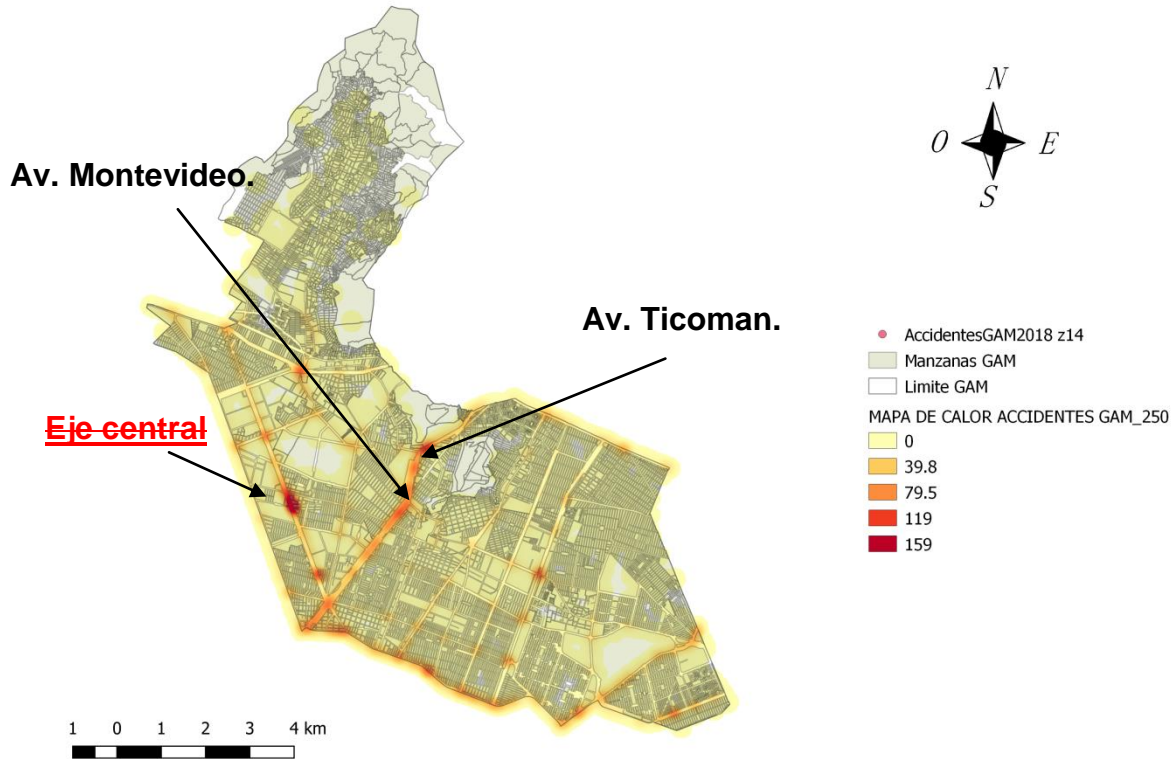 N
O E
S
Av. Montevideo.
Av. Ticoman.
Eje central
AccidentesGAM2018 z14
Manzanas GAM
Limite GAM
MAPA DE CALOR ACCIDENTES GAM_250
0
39.8
79.5
119
159
1 0 1 2 3 4 km